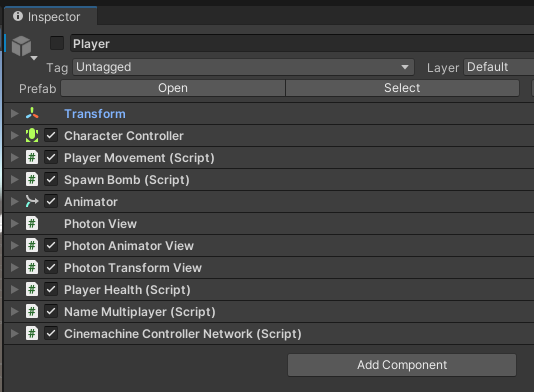 Inspector
Player
Tag Untagged Layer Default
Prefab Open Select
Transform
Character Controller
Player Movement (Script)
Spawn Bomb (Script)
Animator
Photon View
Photon Animator View
Photon Transform View
Player Health (Script)
Name Multiplayer (Script)
Cinemachine Controller Network (Script)
Add Component